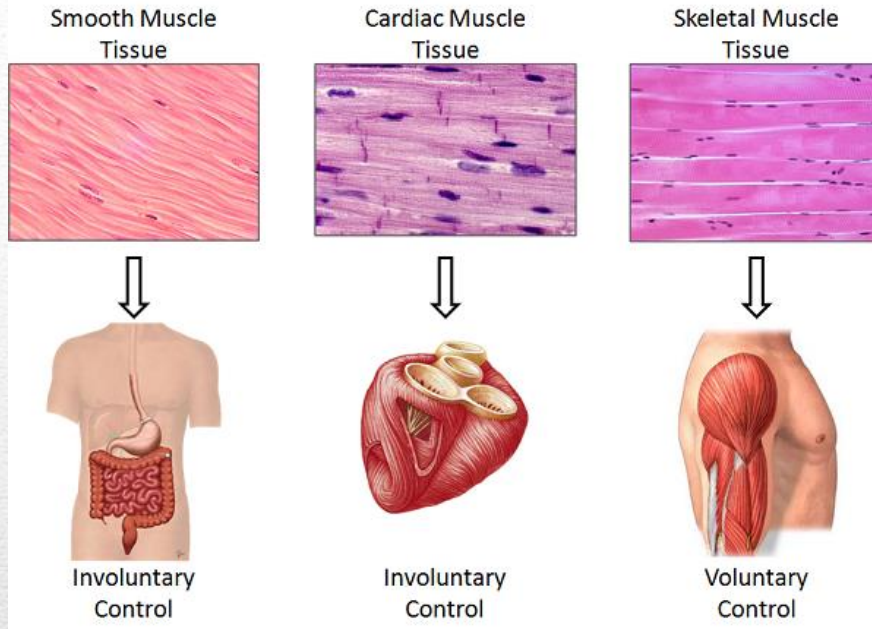 Smooth Muscle
Tissue
Cardiac Muscle
Tissue
Skeletal Muscle
Tissue
Involuntary
Control
Involuntary
Control
Voluntary
Control